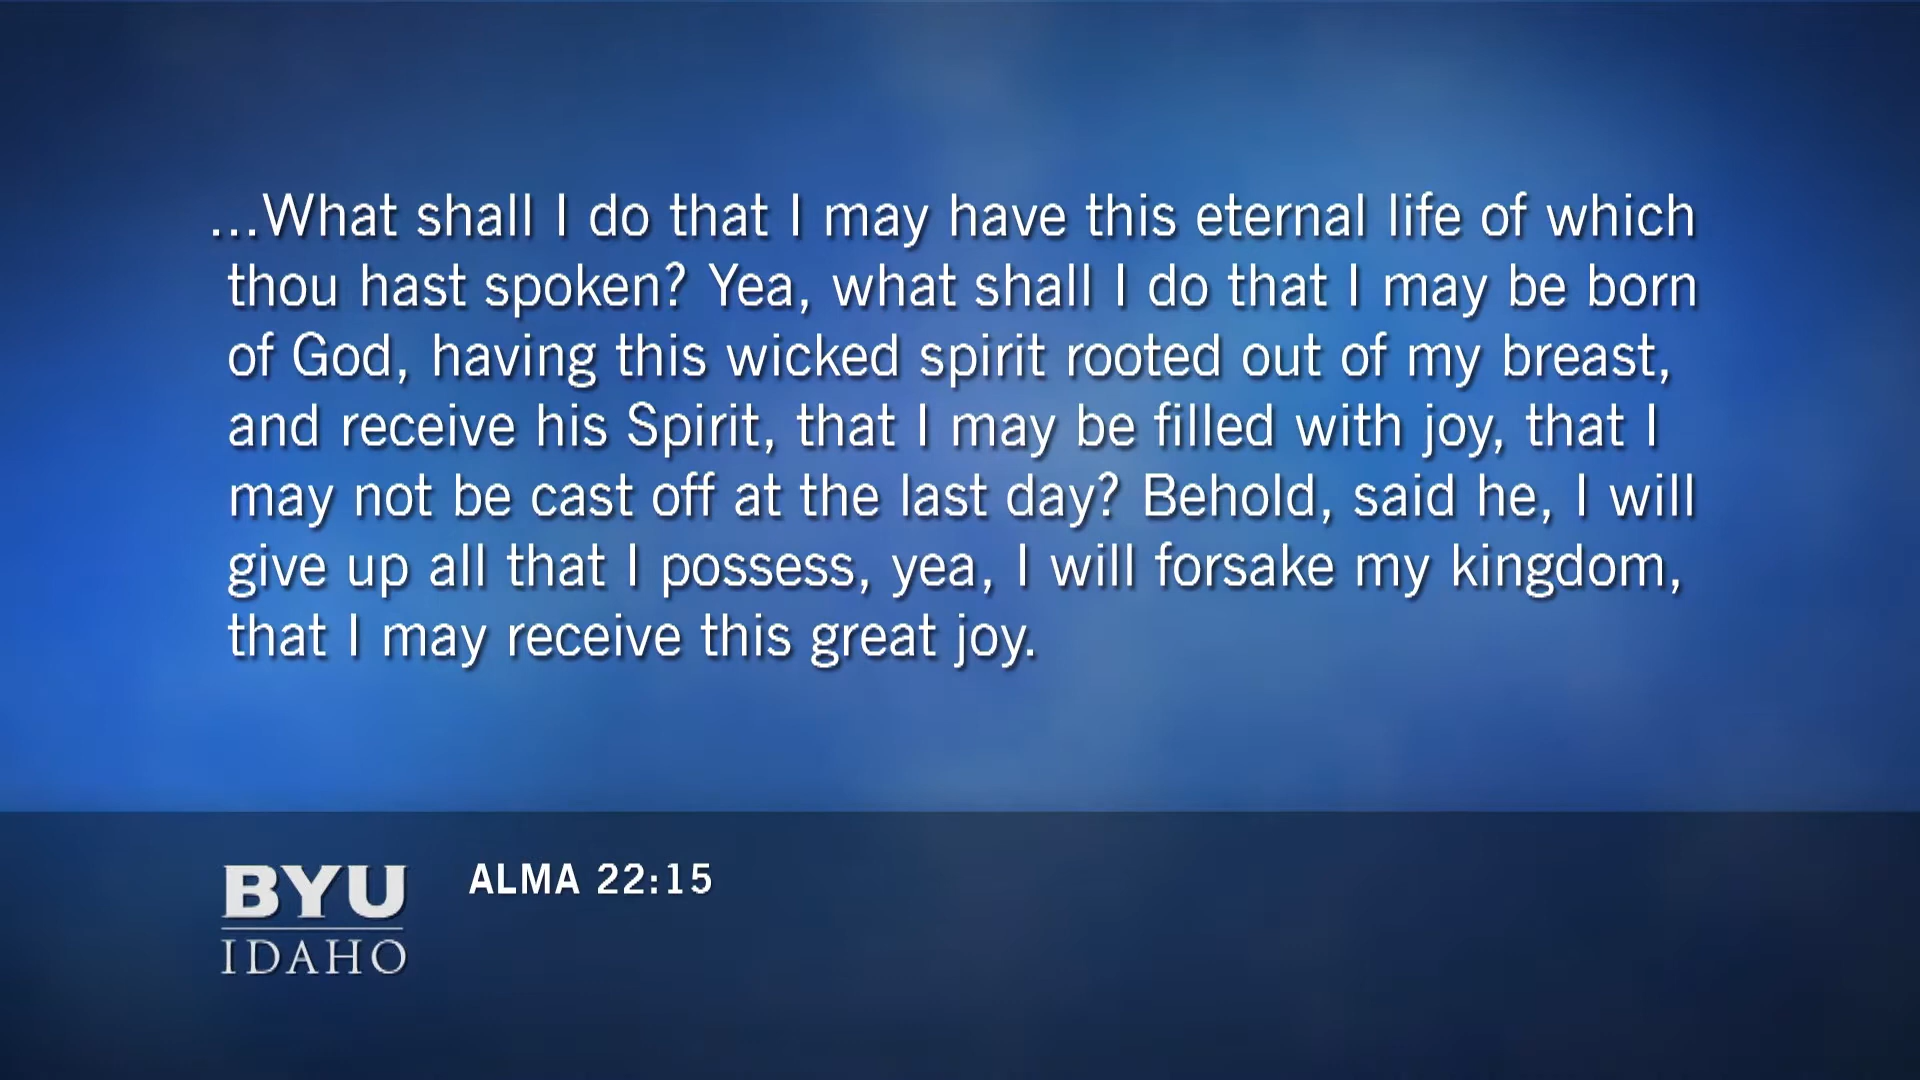 ...What shall I do that I may have this eternal life of which
thou hast spoken? Yea, what shall I do that I may be born
of God, having this wicked spirit rooted out of my breast,
and receive his Spirit, that I may be filled with joy, that I
may not be cast off at the last day? Behold, said he, I will
give up all that I possess, yea, I will forsake my kingdom,
that I may receive this great joy.
BYU
IDAHO
ALMA 22:15